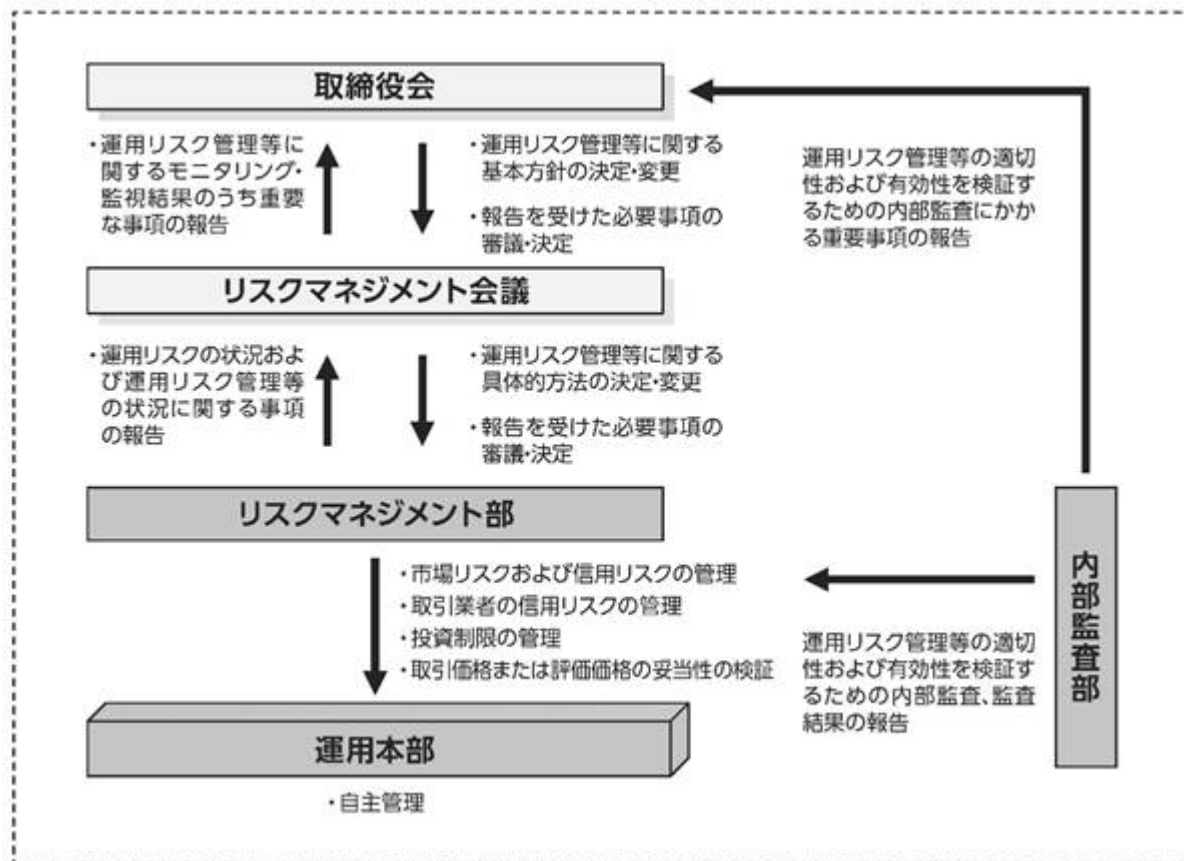 取締役会
・運用リスク管理等に
関するモニタリング・
監視結果のうち重要
な事項の報告
・運用リスク管理等に関する
基本方針の決定・変更
・報告を受けた必要事項の
審議・決定
運用リスク管理等の適切
性および有効性を検証す
るための内部監査にかか
る重要事項の報告
リスクマネジメント会議
・運用リスクの状況およ
び運用リスク管理等
の状況に関する事項
の報告
・運用リスク管理等に関する
具体的方法の決定・変更
・報告を受けた必要事項の
審議・決定
リスクマネジメント部
・市場リスクおよび信用リスクの管理
・取引業者の信用リスクの管理
・投資制限の管理
・取引価格または評価価格の妥当性の検証
運用リスク管理等の適切
性および有効性を検証す
るための内部監査、監査
結果の報告
内部監査部
運用本部
・自主管理